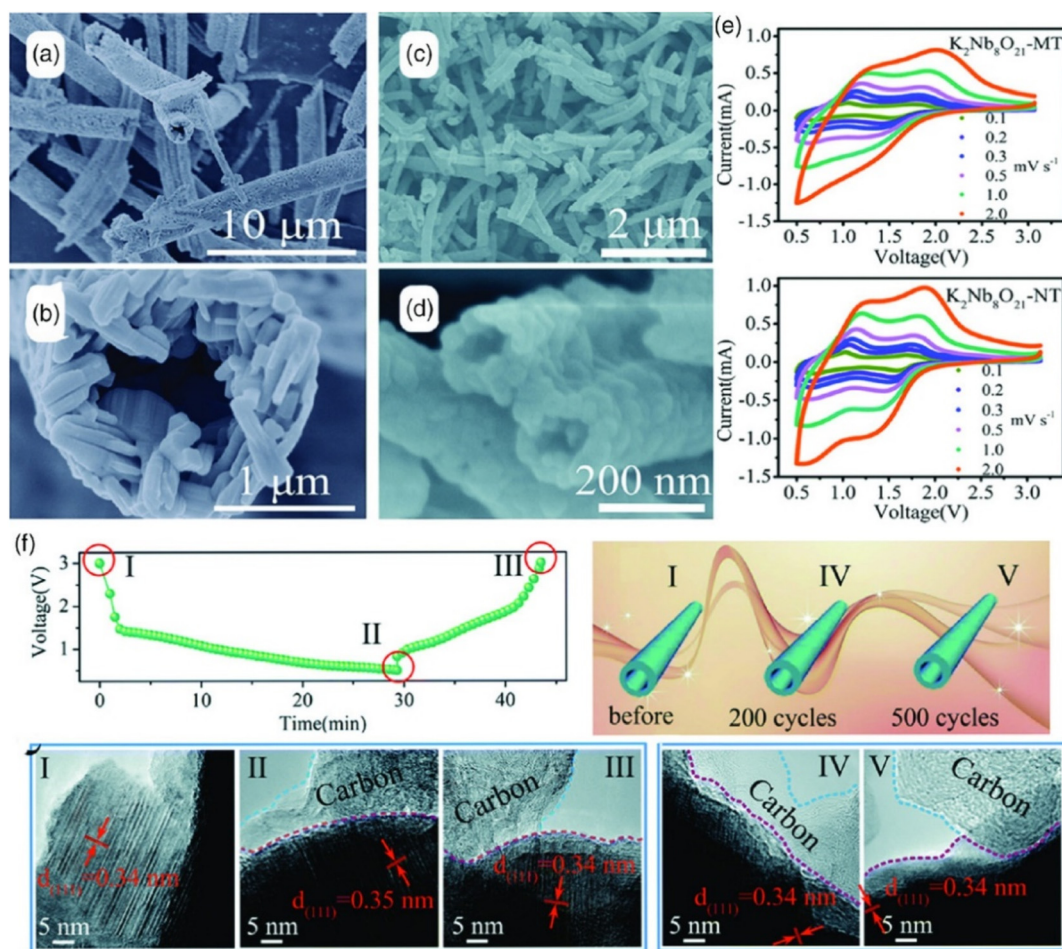 (a)
10 μm
(b)
1 μm
(c)
2 μm
(d)
200 nm
(e)
K2Nb8O21-MT
Current(mA)
1.0
0.5
0.0
-0.5
-1.0
-1.5
0.1
0.2
0.3
0.5
1.0
2.0
mV s-1
0.5 1.0 1.5 2.0 2.5 3.0
Voltage(V)
K2Nb8O21-NT
Current(mA)
1.0
0.5
0.0
-0.5
-1.0
-1.5
0.1
0.2
0.3
0.5
1.0
2.0
mV s-1
0.5 1.0 1.5 2.0 2.5 3.0
Voltage(V)
(f)
Voltage(V)
3
2
1
I
II
III
0 10 20 30 40
Time(min)
I IV V
before 200 cycles 500 cycles
I
d(111)=0.34 nm
5 nm
II
Carbon
d(111)=0.35 nm
5 nm
III
Carbon
d(111)=0.34 nm
5 nm
IV
Carbon
d(111)=0.34 nm
5 nm
V
Carbon
d(111)=0.34 nm
5 nm